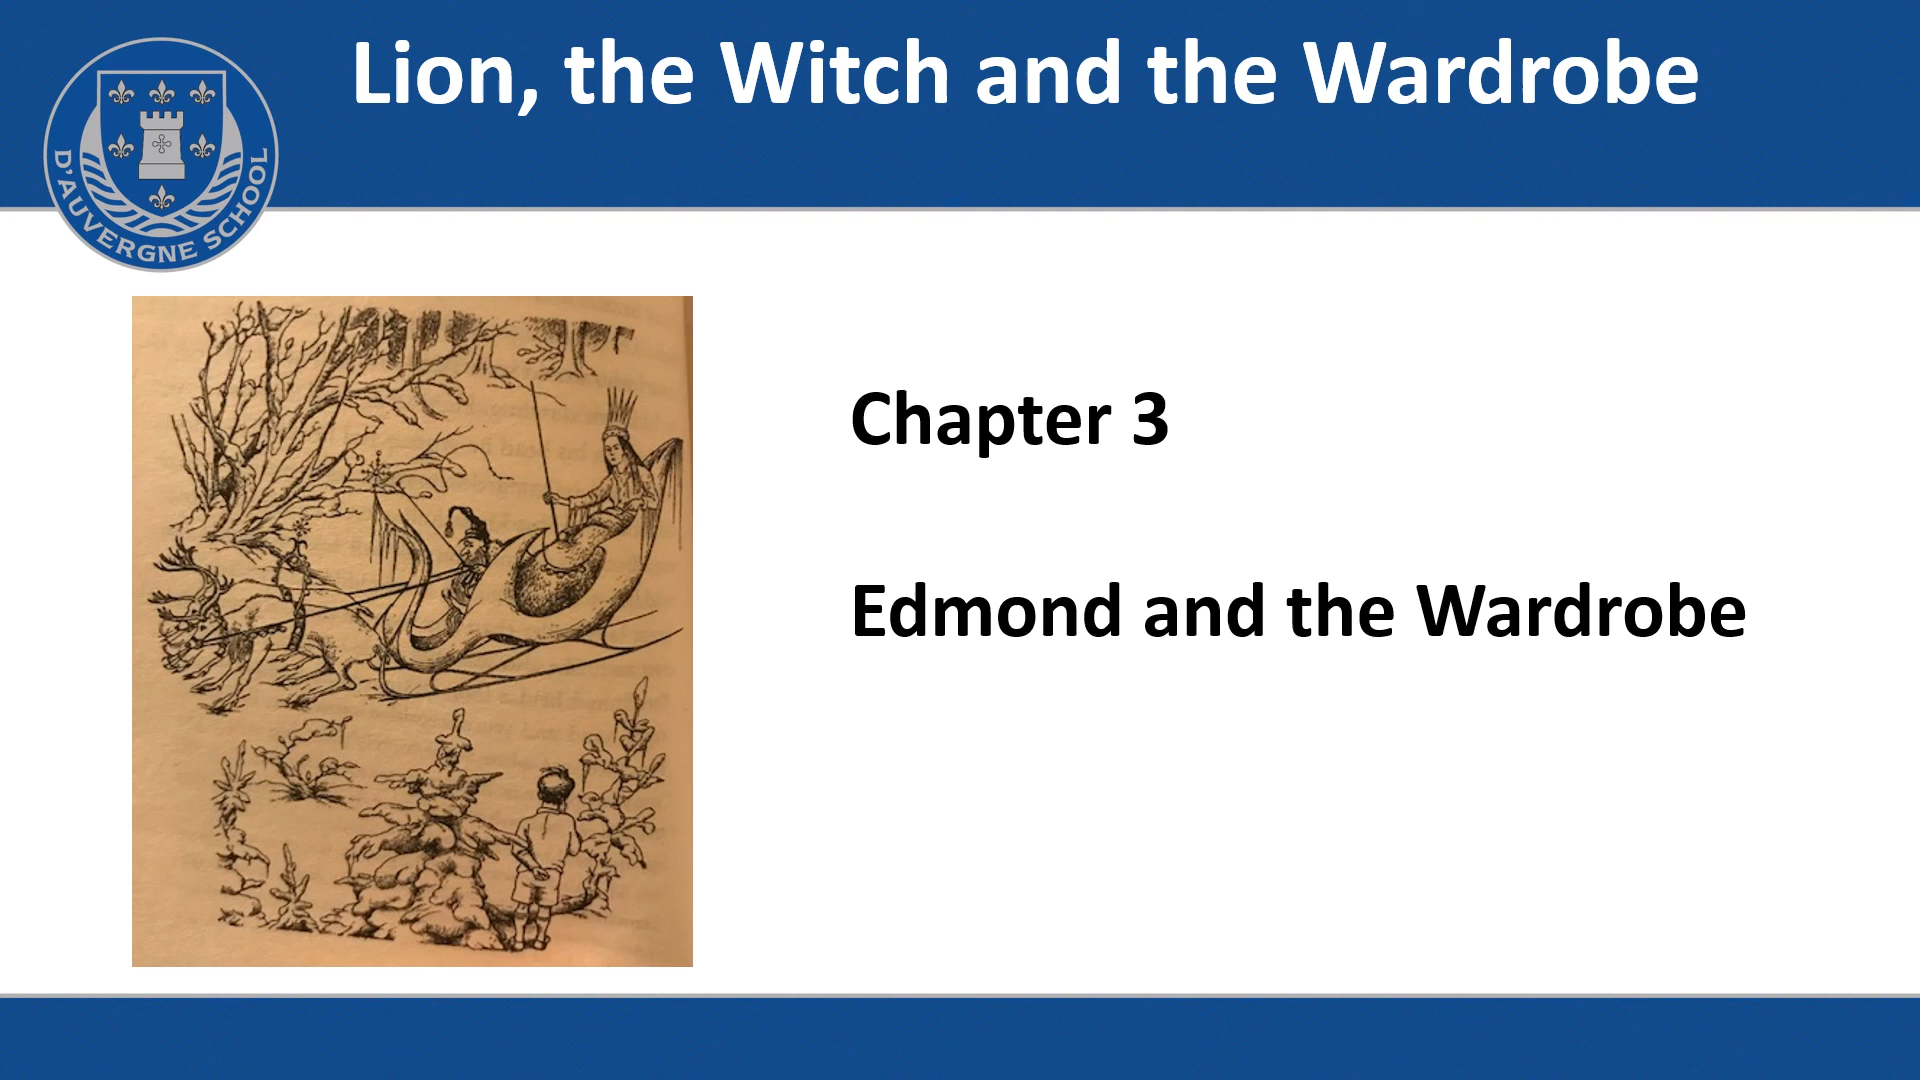 Lion, the Witch and the Wardrobe
D'AUVERGNE SCHOOL
Chapter 3
Edmond and the Wardrobe